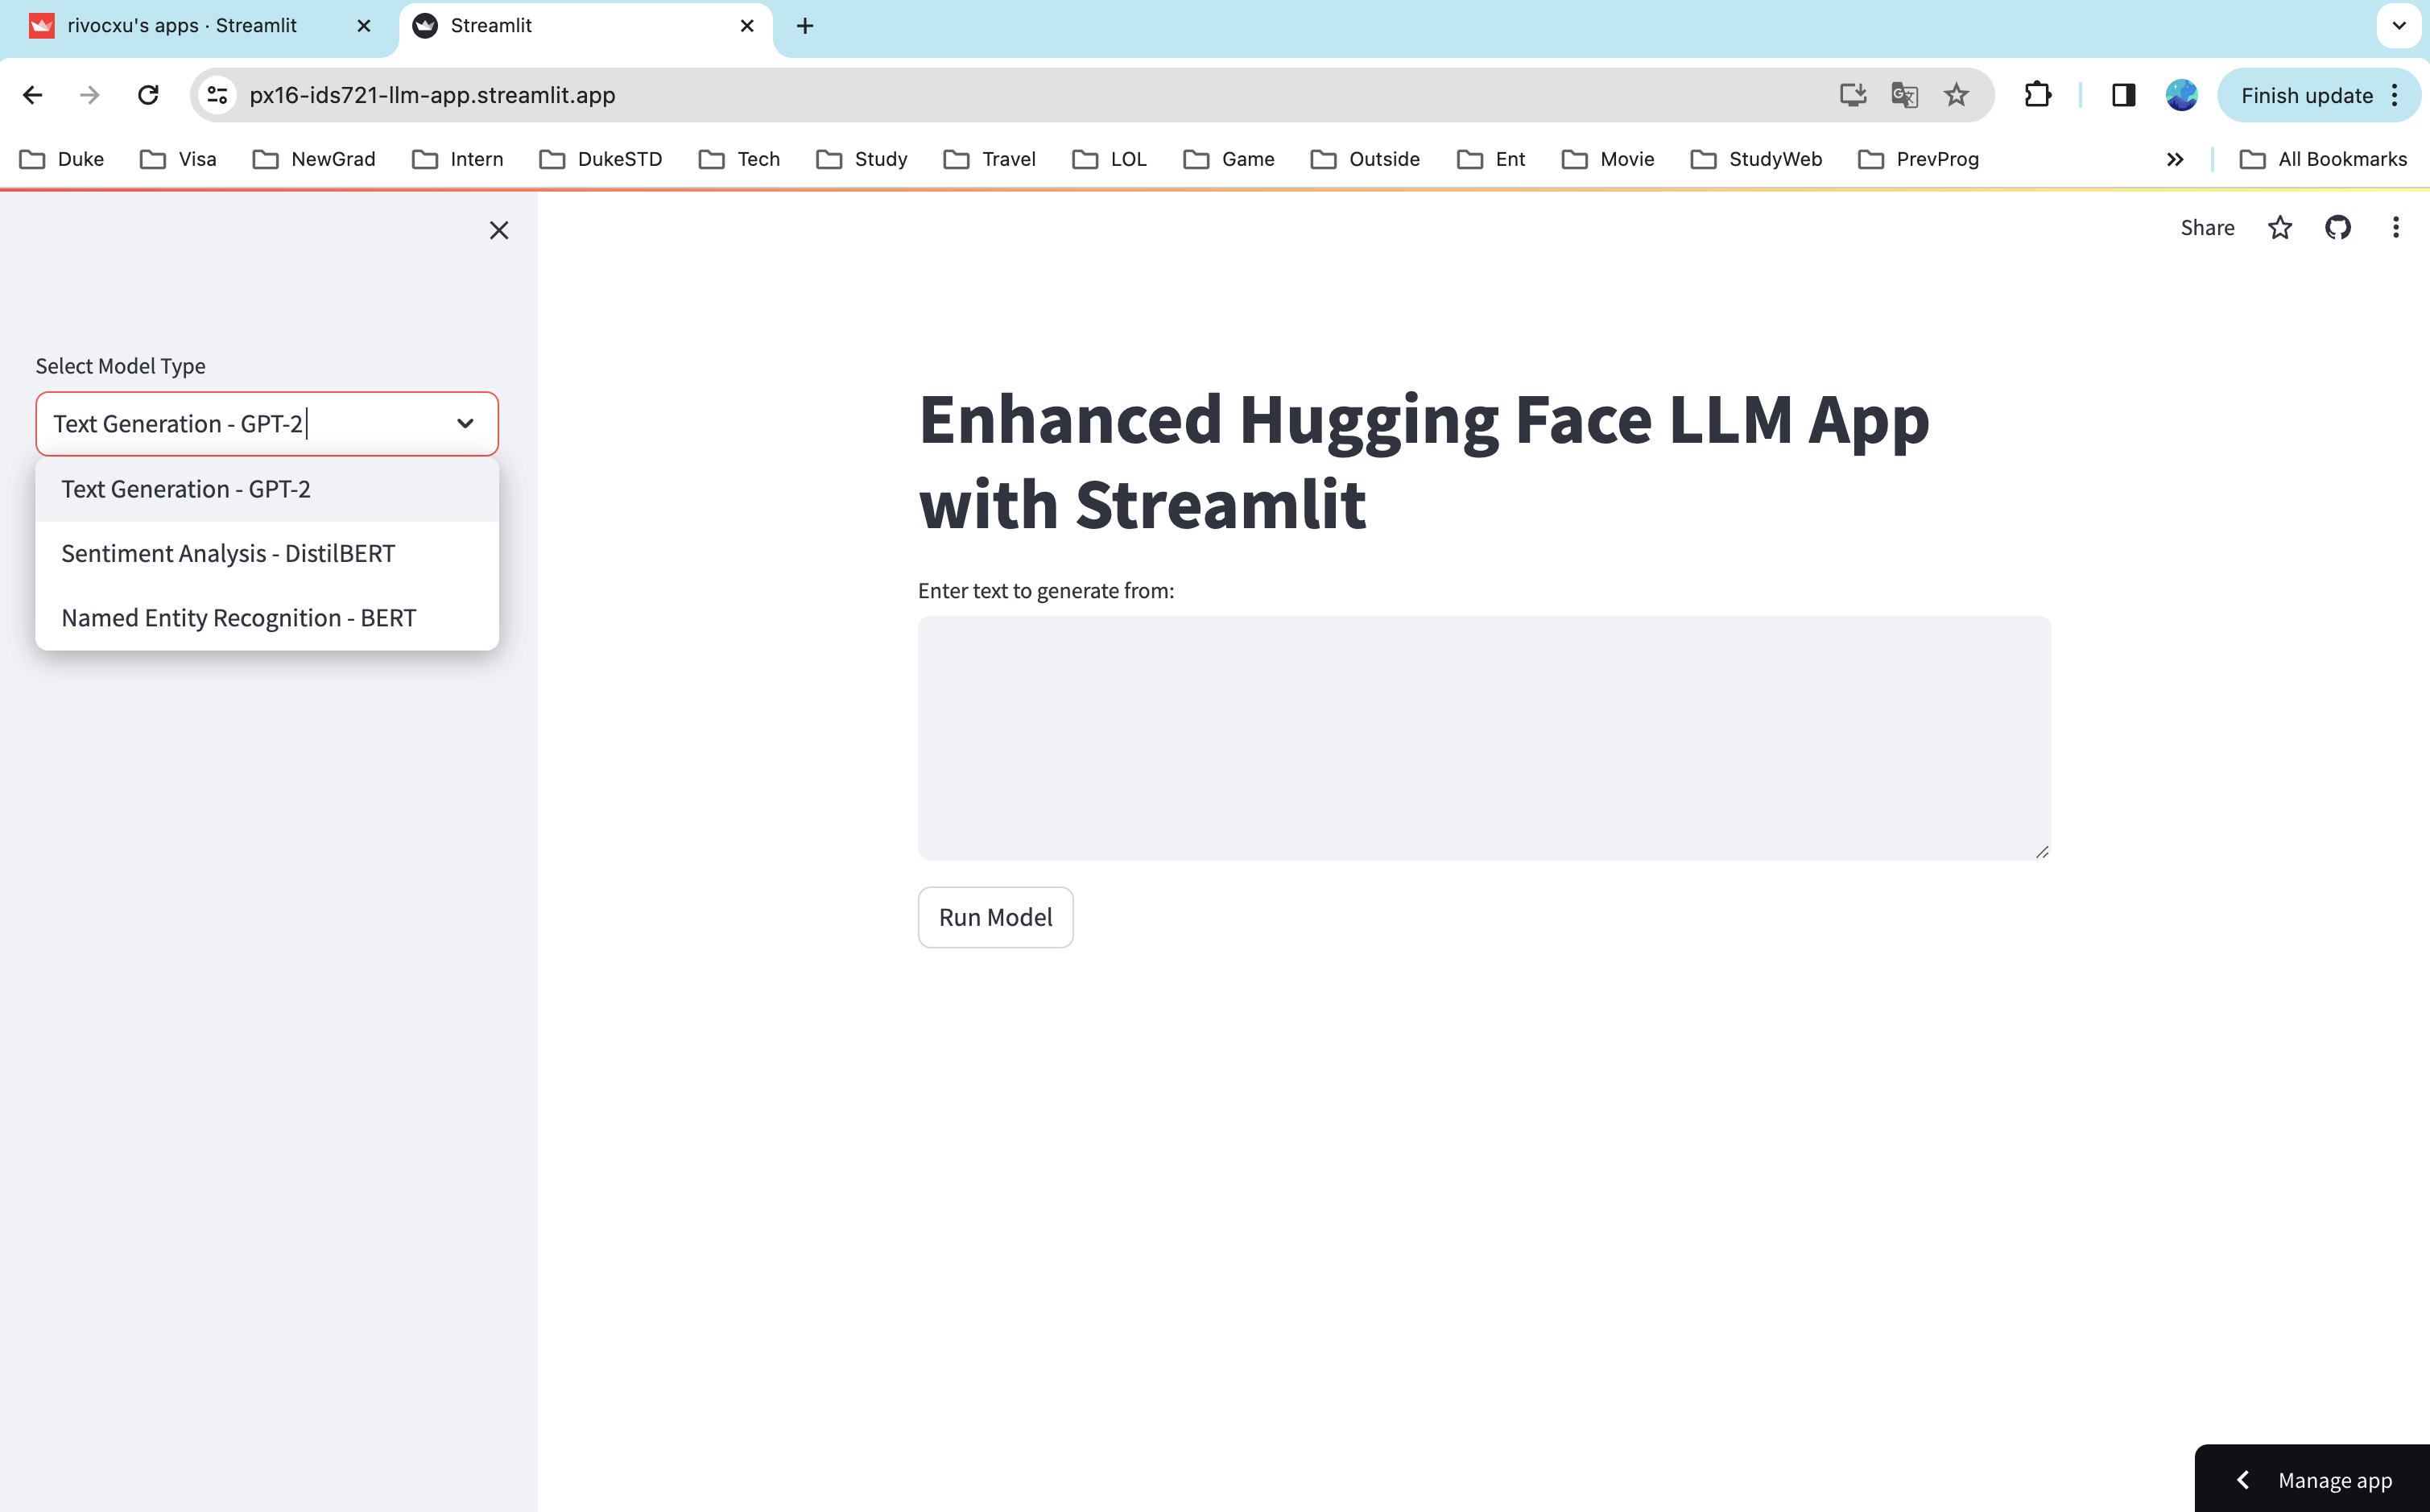 rivocxu's apps · Streamlit
Streamlit
px16-ids721-llm-app.streamlit.app
Finish update
Duke
Visa
NewGrad
Intern
DukeSTD
Tech
Study
Travel
LOL
Game
Outside
Ent
Movie
StudyWeb
PrevProg
All Bookmarks
Share
Select Model Type
Text Generation - GPT-2
Text Generation - GPT-2
Sentiment Analysis - DistilBERT
Named Entity Recognition - BERT
Enhanced Hugging Face LLM App
with Streamlit
Enter text to generate from:
Run Model
Manage app